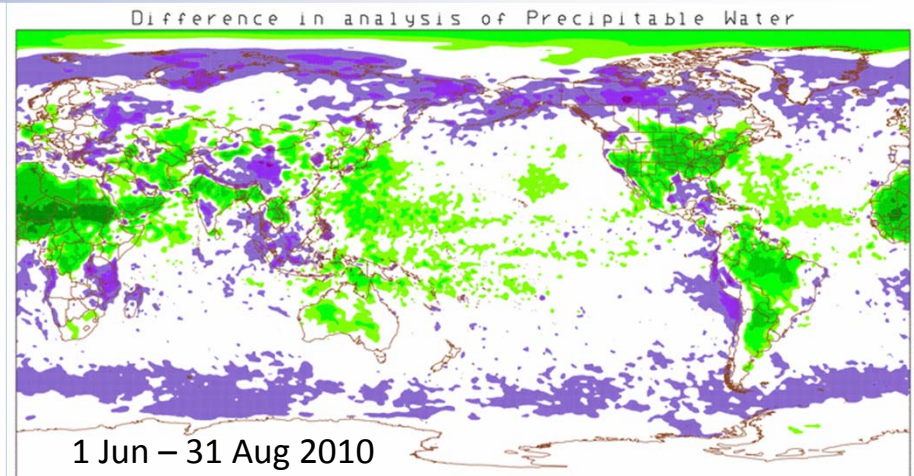 Difference in analysis of Precipitable Water
1 Jun – 31 Aug 2010